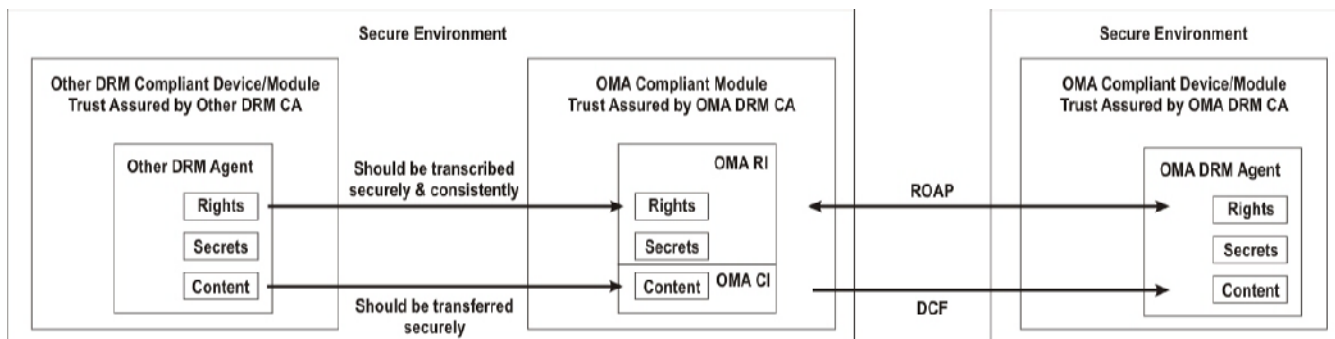 Secure Environment
Other DRM Compliant Device/Module
Trust Assured by Other DRM CA
Other DRM Agent
Rights
Secrets
Content
Should be transcribed
securely & consistently
Should be transferred
securely
OMA Compliant Module
Trust Assured by OMA DRM CA
OMA RI
Rights
Secrets
Content
OMA CI
ROAP
DCF
Secure Environment
OMA Compliant Device/Module
Trust Assured by OMA DRM CA
OMA DRM Agent
Rights
Secrets
Content